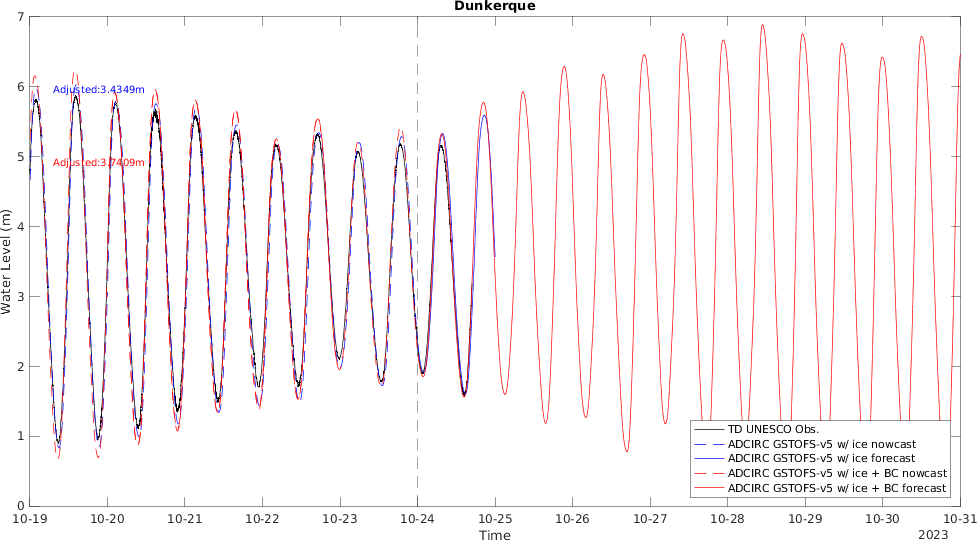 Dunkerque
7
6
5
4
3
2
1
0
Water Level (m)
Adjusted:3.4349m
Adjusted:3.7409m
TD UNESCO Obs.
ADCIRC GSTOFS-v5 w/ ice nowcast
ADCIRC GSTOFS-v5 w/ ice forecast
ADCIRC GSTOFS-v5 w/ ice + BC nowcast
ADCIRC GSTOFS-v5 w/ ice + BC forecast
10-19 10-20 10-21 10-22 10-23 10-24 10-25 10-26 10-27 10-28 10-29 10-30 10-31
Time
2023